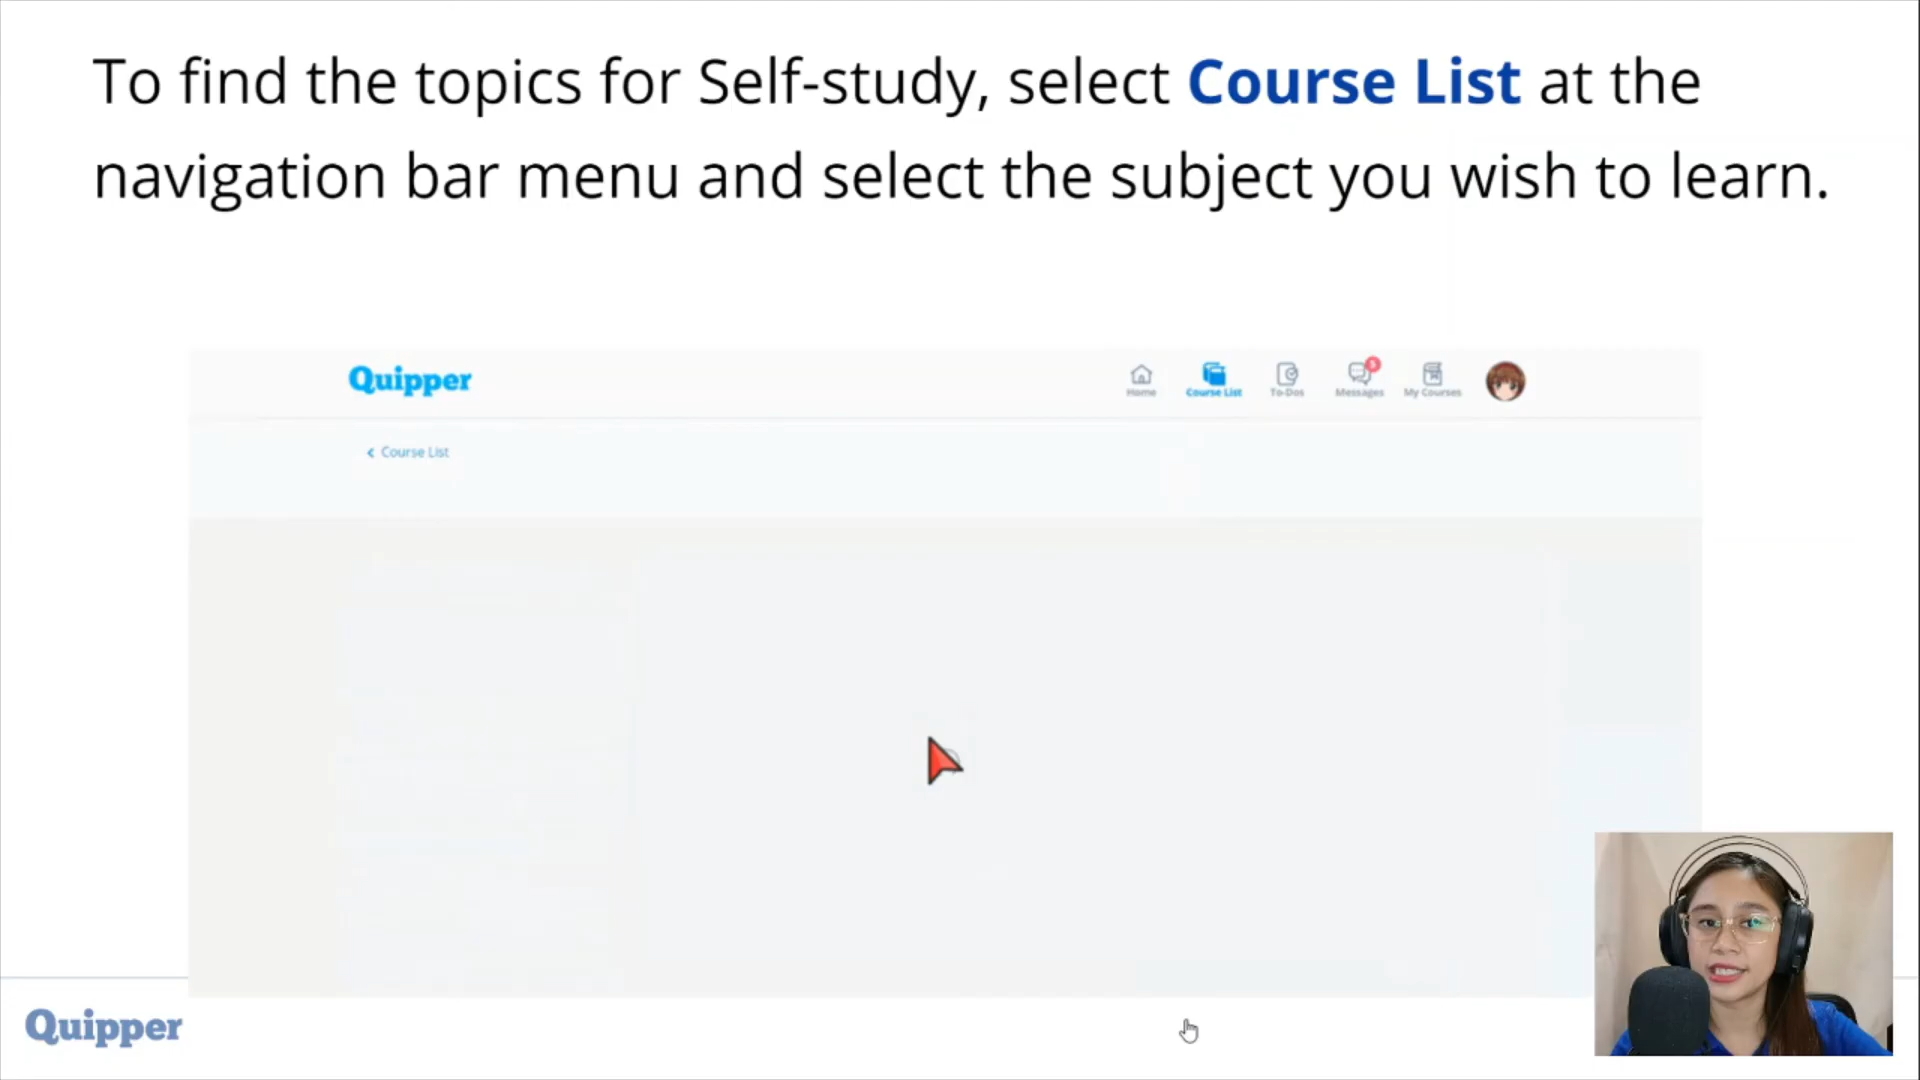 To find the topics for Self-study, select Course List at the
navigation bar menu and select the subject you wish to learn.
Quipper
Home
Course List
To-Dos
5
Messages
My Courses
Course List
Quipper